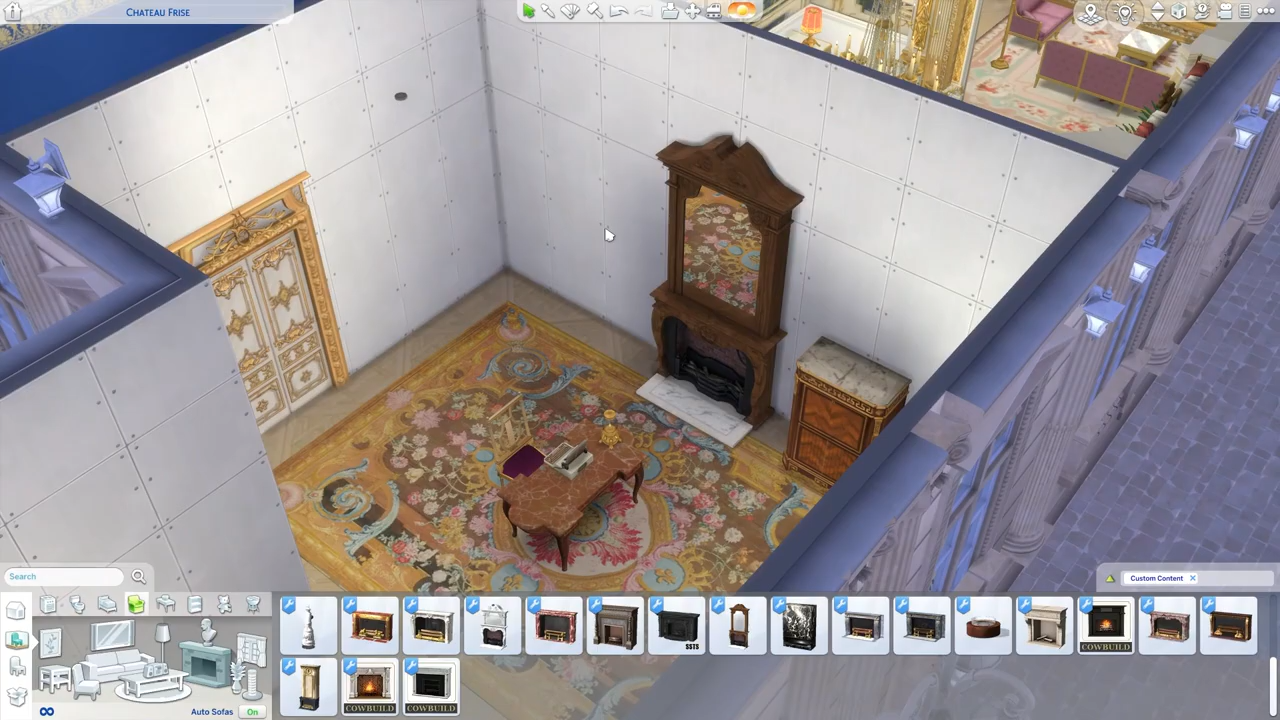 CHATEAU FRISE
Search
Custom Content
SSTS
COWBUILD
COWBUILD
COWBUILD
Auto Sofas
On